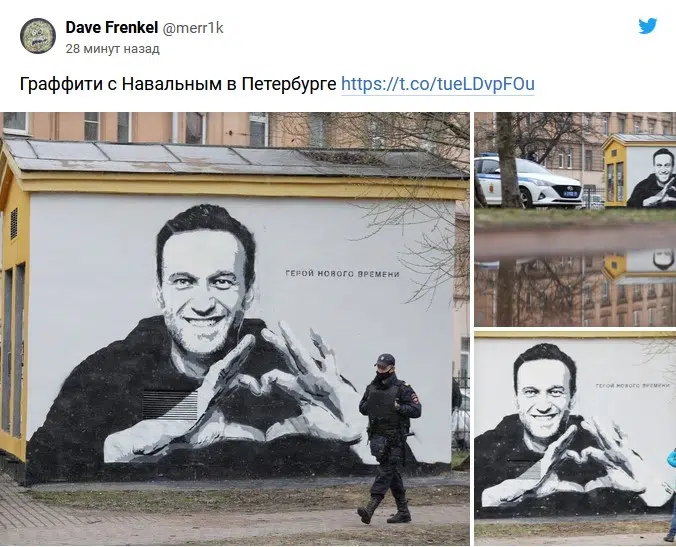 Dave Frenkel @merr1k
28 минут назад
Граффити с Навальным в Петербурге https://t.co/tueLDvpFOu
ГЕРОЙ НОВОГО ВРЕМЕНИ
ГЕРОЙ НОВОГО ВРЕМЕНИ